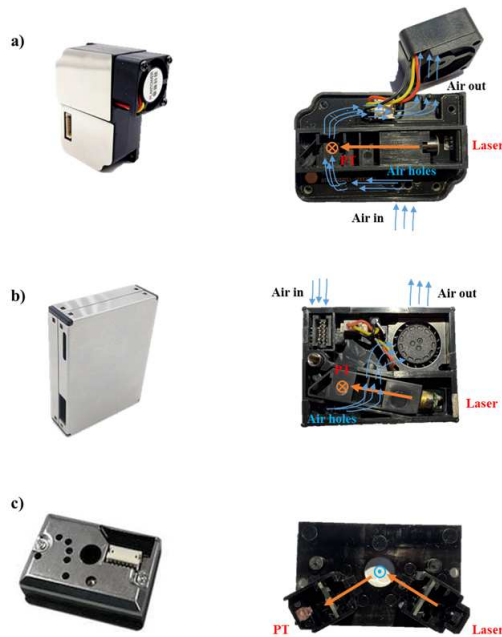 a)
Air out
Laser
PT
Air holes
Air in
b)
Air in
Air out
PT
Laser
Air holes
c)
PT
Laser